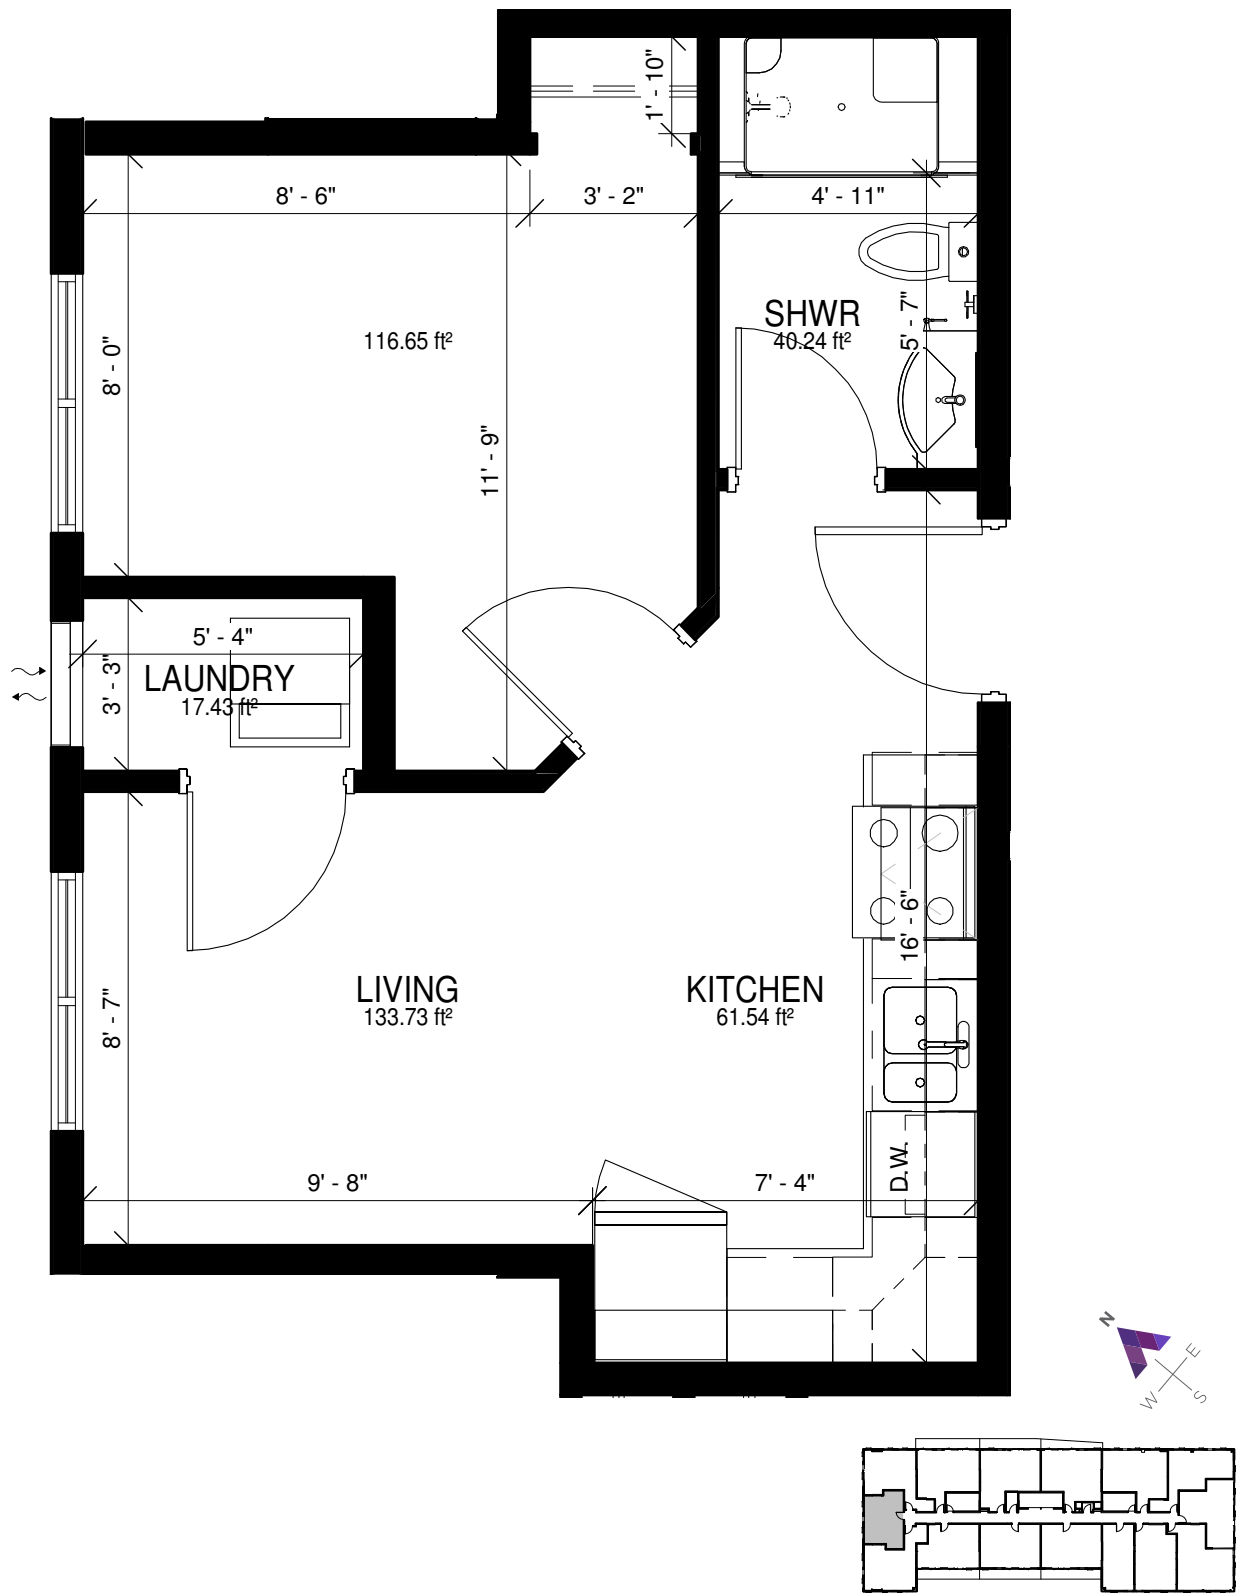 1' - 10"
8' - 6"
3' - 2"
4' - 11"
SHWR
40.24 ft²
5' - 7"
116.65 ft²
8' - 0"
11' - 9"
5' - 4"
LAUNDRY
17.43 ft²
3' - 3"
16' - 6"
LIVING
133.73 ft²
KITCHEN
61.54 ft²
8' - 7"
D.W.
9' - 8"
7' - 4"
N
E
W
S